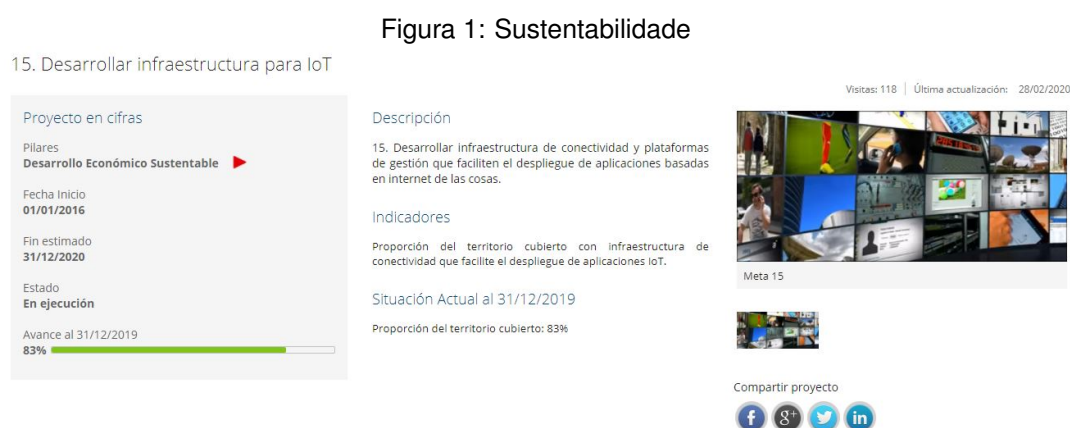 Figura 1: Sustentabilidade
15. Desarrollar infraestructura para IoT
Visitas: 118 | Última actualización: 28/02/2020
Proyecto en cifras
Pilares
Desarrollo Económico Sustentable
Fecha Inicio
01/01/2016
Fin estimado
31/12/2020
Estado
En ejecución
Avance al 31/12/2019
83%
Descripción
15. Desarrollar infraestructura de conectividad y plataformas
de gestión que faciliten el despliegue de aplicaciones basadas
en internet de las cosas.
Indicadores
Proporción del territorio cubierto con infraestructura de
conectividad que facilite el despliegue de aplicaciones IoT.
Situación Actual al 31/12/2019
Proporción del territorio cubierto: 83%
Meta 15
Compartir proyecto
f g+ in